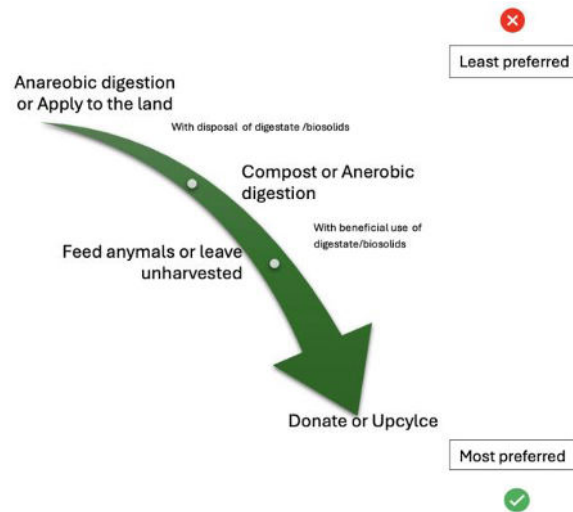 Least preferred
Anareobic digestion
or Apply to the land
With disposal of digestate /biosolids
Compost or Anerobic
digestion
With beneficial use of
digestate/biosolids
Feed anymals or leave
unharvested
Donate or Upcylce
Most preferred